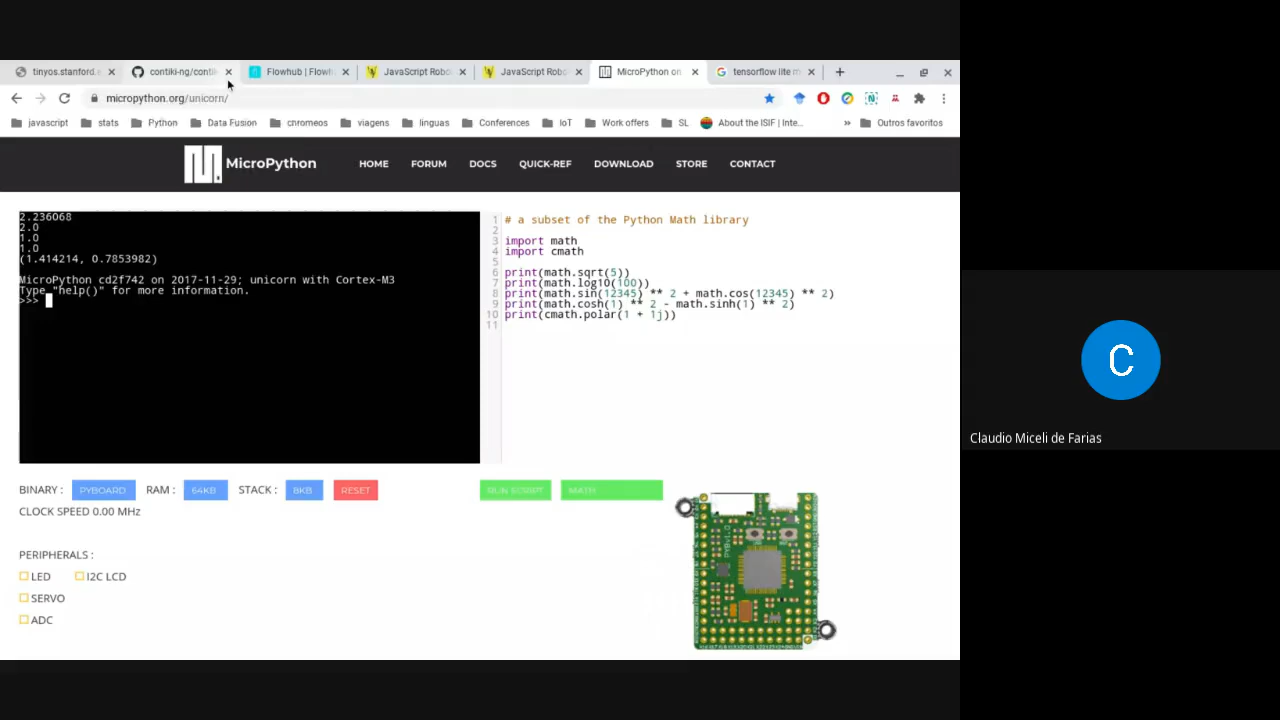 tinyos.stanford.e
contiki-ng/conti
Flowhub | Flowh
JavaScript Robo
JavaScript Robo
MicroPython on
tensorflow lite m
micropython.org/unicorn/
javascript
stats
Python
Data Fusion
chromeos
viagens
linguas
Conferences
IoT
Work offers
SL
About the ISIF | Inte...
»
Outros favoritos
MicroPython
HOME
FORUM
DOCS
QUICK-REF
DOWNLOAD
STORE
CONTACT
2.236068
2.0
1.0
1.0
(1.414214, 0.7853982)
MicroPython cd2f742 on 2017-11-29; unicorn with Cortex-M3
Type "help()" for more information.
>>>
1 # a subset of the Python Math library
2
3 import math
4 import cmath
5
6 print(math.sqrt(5))
7 print(math.log10(100))
8 print(math.sin(12345) ** 2 + math.cos(12345) ** 2)
9 print(math.cosh(1) ** 2 - math.sinh(1) ** 2)
10 print(cmath.polar(1 + 1j))
11
BINARY : PYBOARD RAM : 64KB STACK : 8KB RESET
RUN SCRIPT MATH
CLOCK SPEED 0.00 MHz
PERIPHERALS :
LED I2C LCD
SERVO
ADC
C
Claudio Miceli de Farias